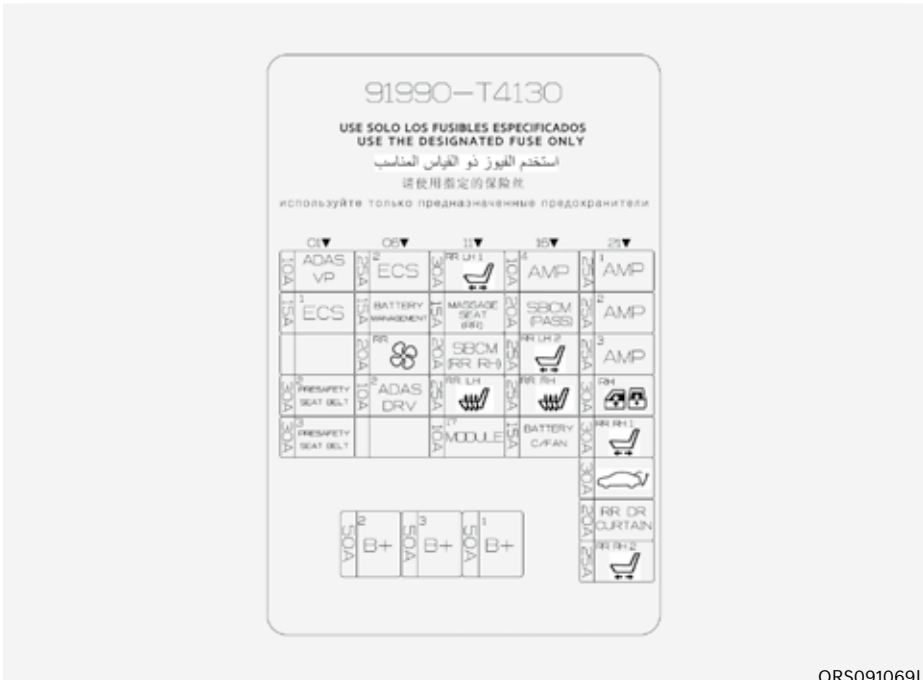 91990-T4130
USE SOLO LOS FUSIBLES ESPECIFICADOS
USE THE DESIGNATED FUSE ONLY
استخدم الفيوز ذو القياس المناسب
请使用指定的保险丝
используйте только предназначенные предохранители
01▼ 06▼ 11▼ 16▼ 21▼
10A ADAS VP 25A 2 ECS 30A RR LH 1 10A 4 AMP 25A 1 AMP
15A 1 ECS 15A BATTERY MANAGEMENT 15A MASSAGE SEAT (RR) 20A SBCM (PASS) 25A 2 AMP
20A RR 20A SBCM (RR RH) 25A RR LH 2 25A 3 AMP
30A 2 PRESAFETY SEAT BELT 10A 2 ADAS DRV 25A RR LH 25A RR RH 30A RH
30A 3 PRESAFETY SEAT BELT 10A 17 MODULE 15A BATTERY C/FAN 30A RR RH 1
30A
20A RR DR CURTAIN
50A 2 B+ 50A 3 B+ 50A 1 B+
25A RR RH 2